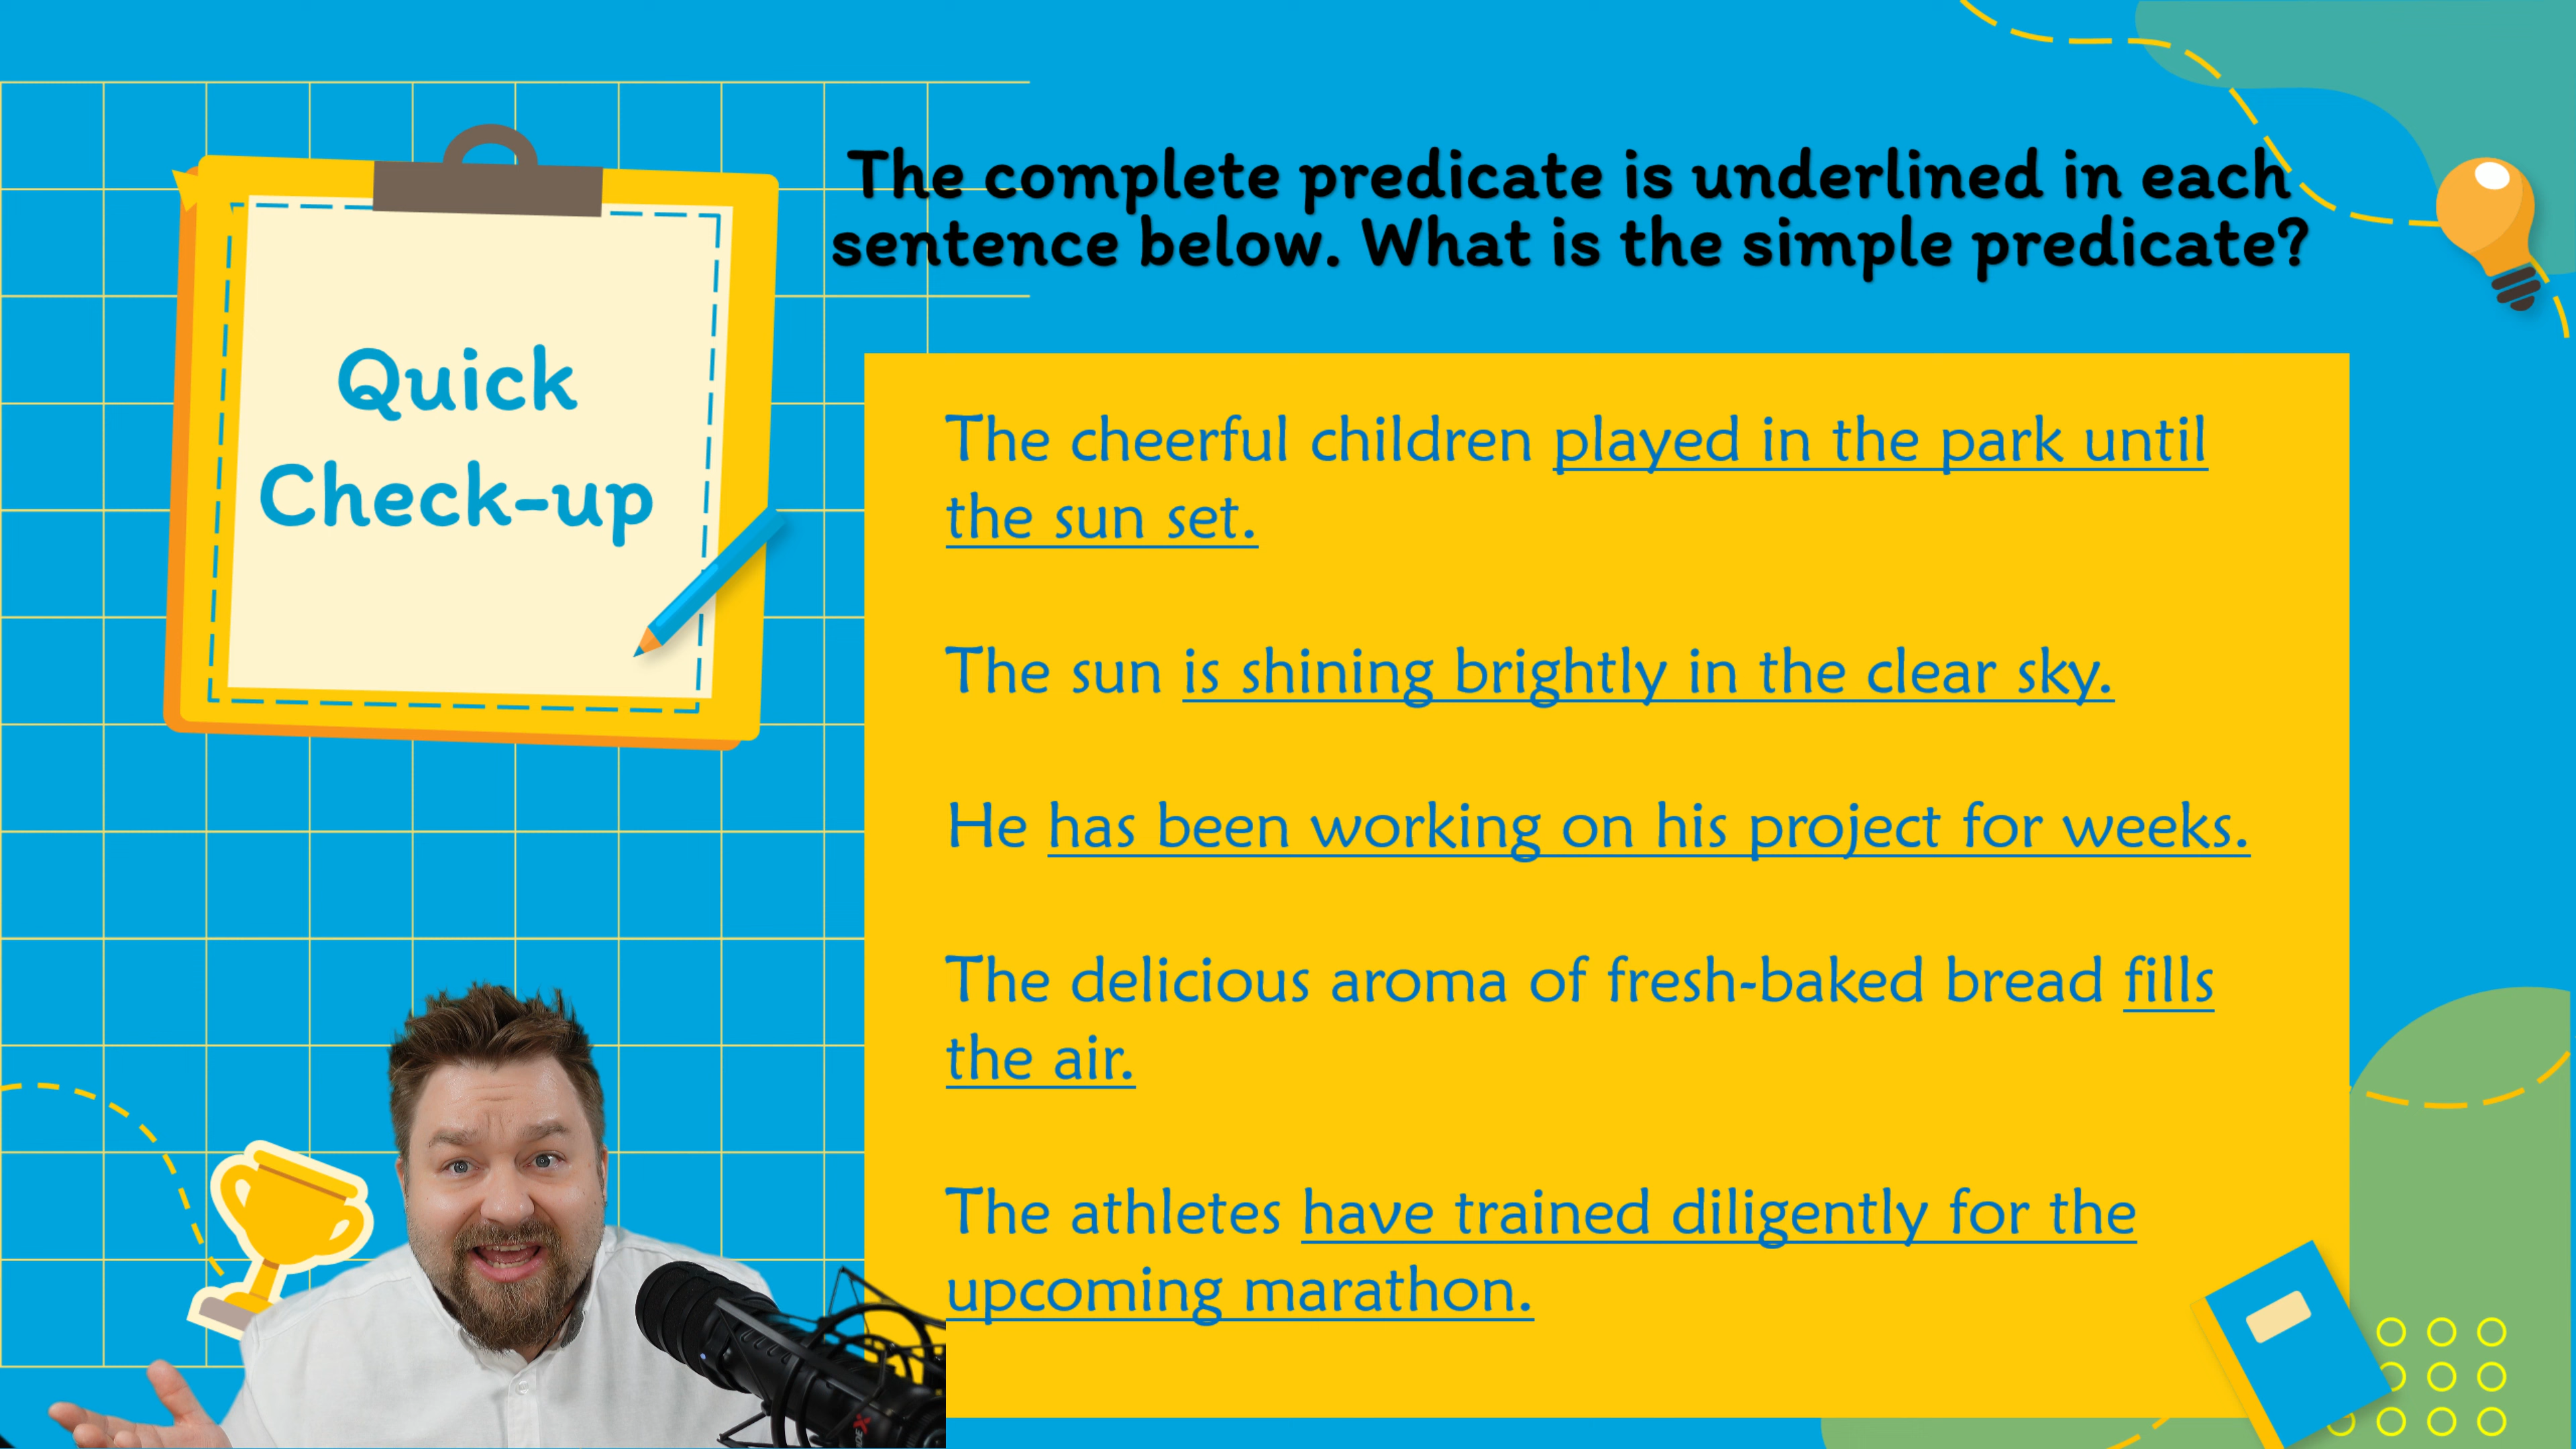 The complete predicate is underlined in each
sentence below. What is the simple predicate?
Quick
Check-up
The cheerful children played in the park until
the sun set.
The sun is shining brightly in the clear sky.
He has been working on his project for weeks.
The delicious aroma of fresh-baked bread fills
the air.
The athletes have trained diligently for the
upcoming marathon.